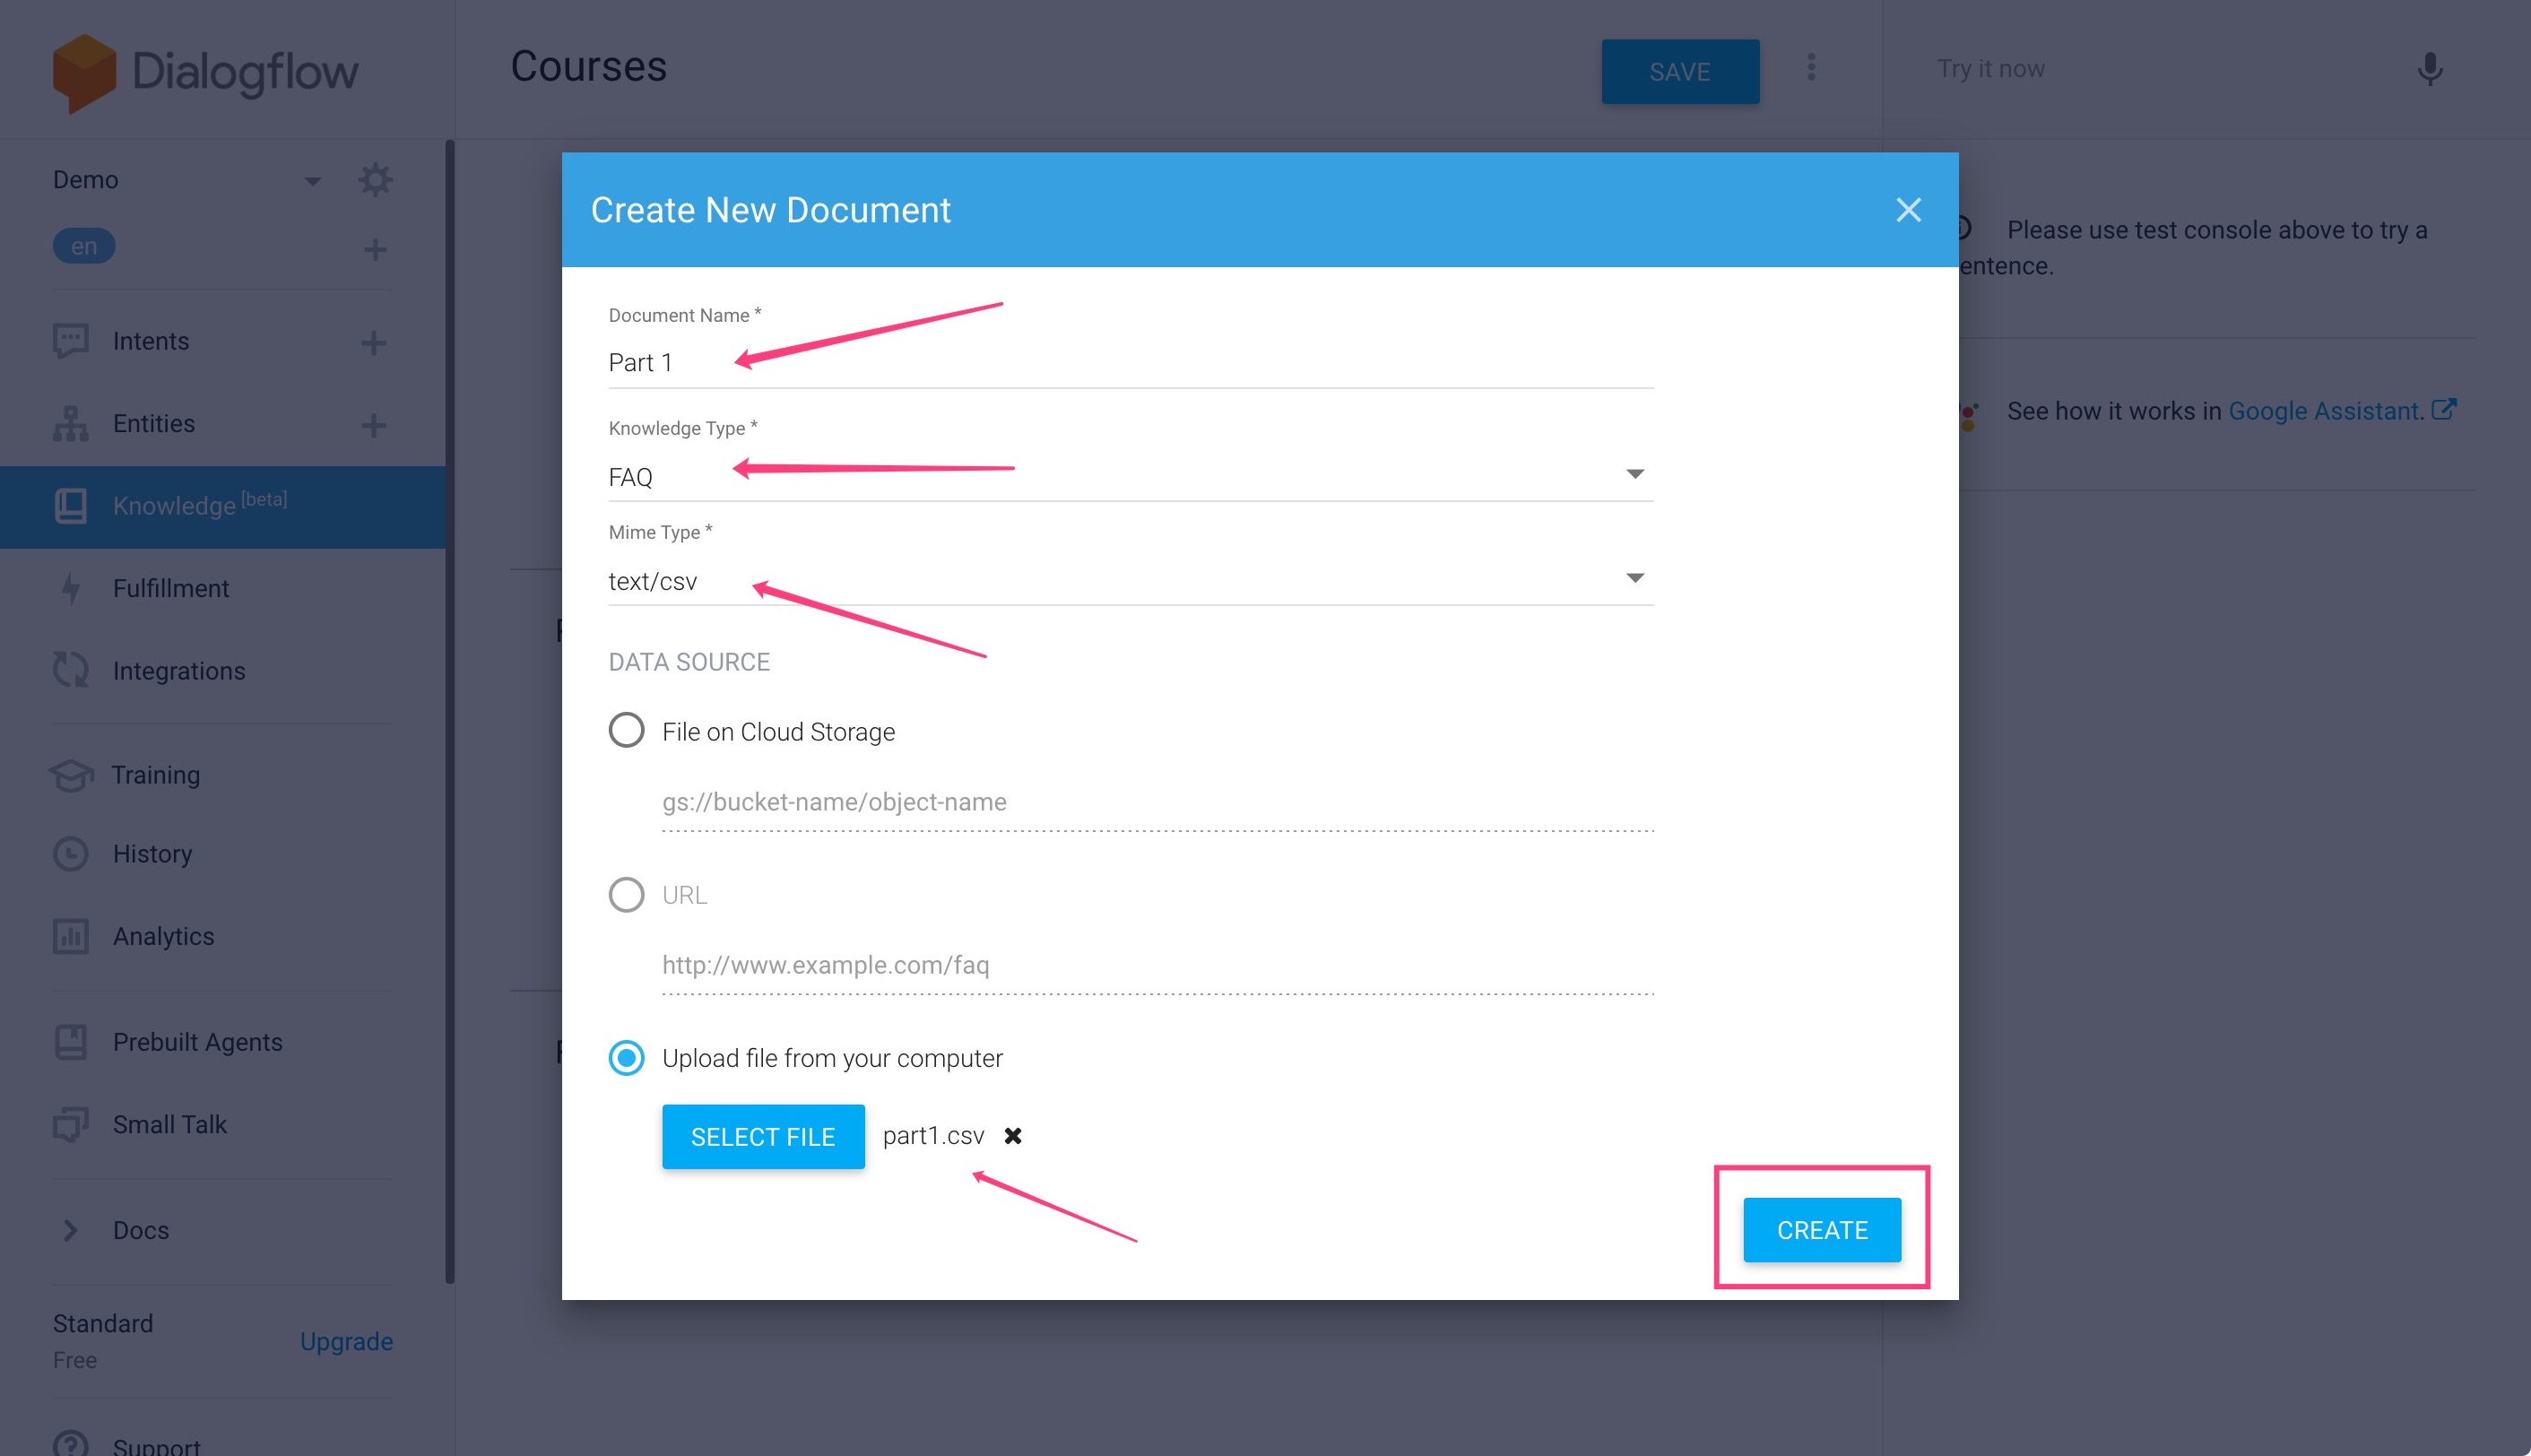 Dialogflow
Courses
SAVE
Try it now
Demo
en
Intents
Entities
Knowledge [beta]
Fulfillment
Integrations
Training
History
Analytics
Prebuilt Agents
Small Talk
Docs
Standard
Free
Upgrade
Support
Create New Document
Document Name *
Part 1
Knowledge Type *
FAQ
Mime Type *
text/csv
DATA SOURCE
File on Cloud Storage
gs://bucket-name/object-name
URL
http://www.example.com/faq
Upload file from your computer
SELECT FILE
part1.csv
CREATE
Please use test console above to try a
entence.
See how it works in Google Assistant.